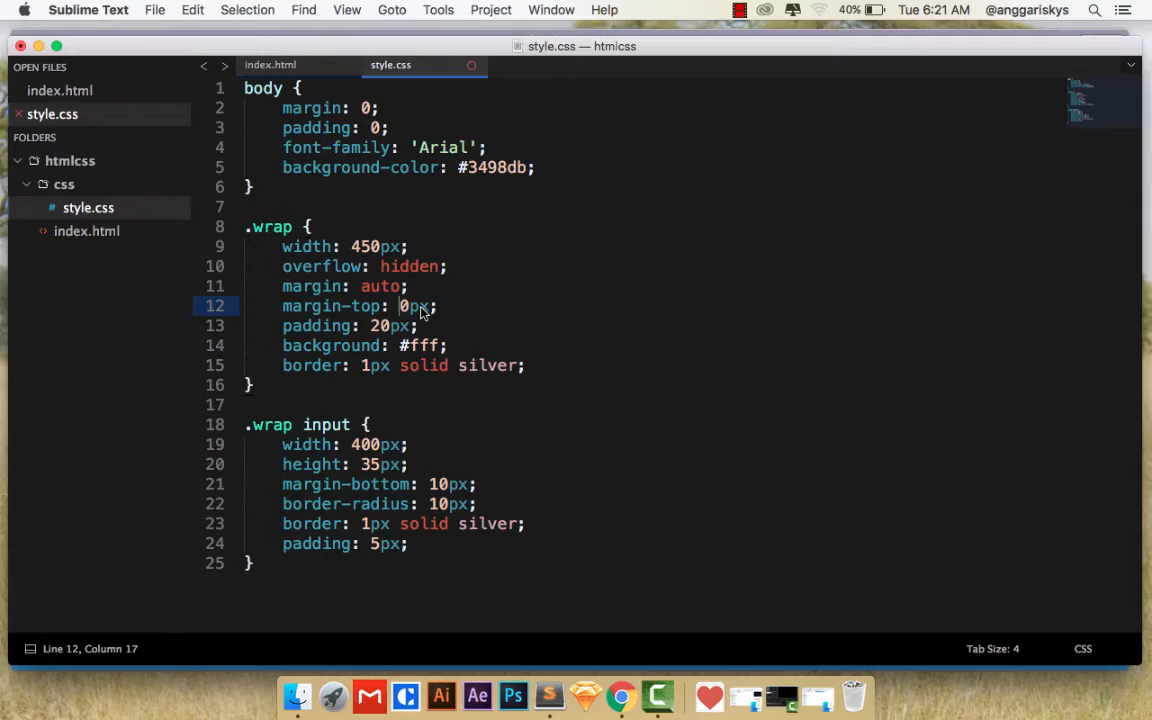 Sublime Text File Edit Selection Find View Goto Tools Project Window Help 40% Tue 6:21 AM @anggariskys
style.css — htmlcss
OPEN FILES
index.html
style.css
FOLDERS
htmlcss
css
style.css
index.html
index.html style.css
1 body {
2 margin: 0;
3 padding: 0;
4 font-family: 'Arial';
5 background-color: #3498db;
6 }
7
8 .wrap {
9 width: 450px;
10 overflow: hidden;
11 margin: auto;
12 margin-top: 0px;
13 padding: 20px;
14 background: #fff;
15 border: 1px solid silver;
16 }
17
18 .wrap input {
19 width: 400px;
20 height: 35px;
21 margin-bottom: 10px;
22 border-radius: 10px;
23 border: 1px solid silver;
24 padding: 5px;
25 }
Line 12, Column 17 Tab Size: 4 CSS
Ai Ae Ps